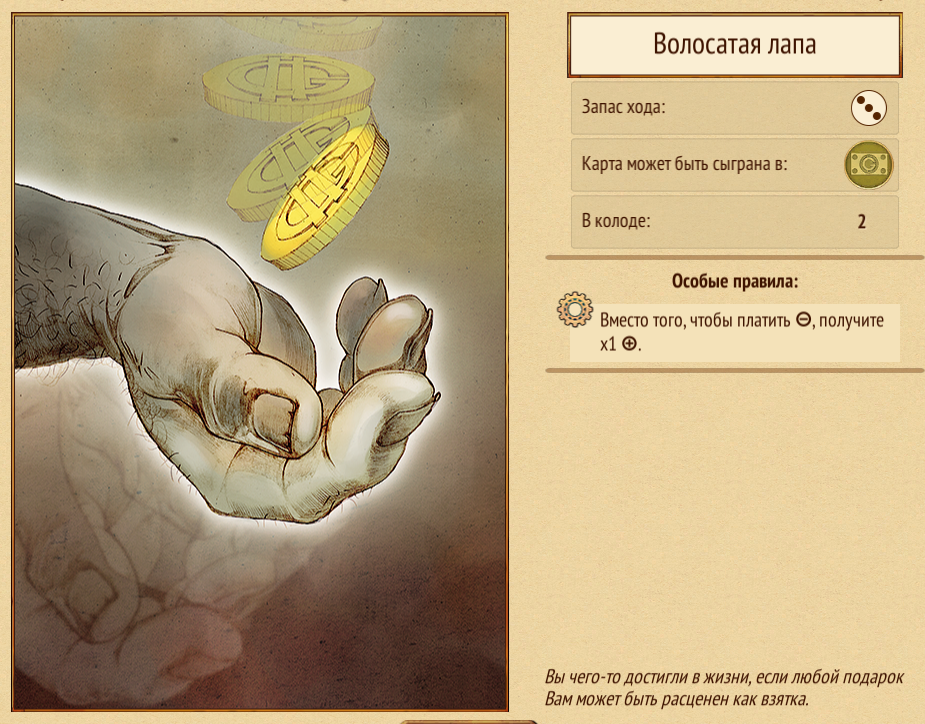 Волосатая лапа
Запас хода:
Карта может быть сыграна в:
G
В колоде:
2
Особые правила:
Вместо того, чтобы платить ⊖, получите
x1 ⊕.
Вы чего-то достигли в жизни, если любой подарок
Вам может быть расценен как взятка.